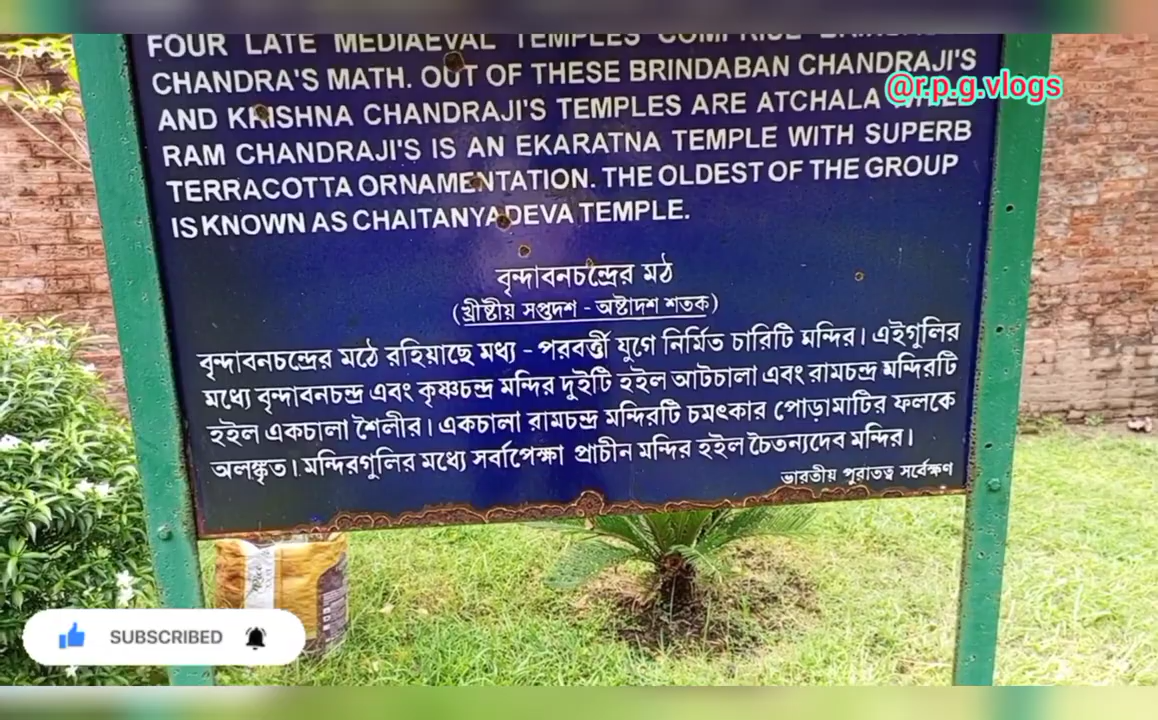 FOUR LATE MEDIAEVAL TEMPLES COMPRISE
CHANDRA'S MATH. OUT OF THESE BRINDABAN CHANDRAJI'S
@r.p.g.vlogs
AND KRISHNA CHANDRAJI'S TEMPLES ARE ATCHALA
RAM CHANDRAJI'S IS AN EKARATNA TEMPLE WITH SUPERB
TERRACOTTA ORNAMENTATION. THE OLDEST OF THE GROUP
IS KNOWN AS CHAITANYA DEVA TEMPLE.
বৃন্দাবনচন্দ্রের মঠ
(খ্রীষ্টীয় সপ্তদশ - অষ্টাদশ শতক)
বৃন্দাবনচন্দ্রের মঠে রহিয়াছে মধ্য - পরবর্ত্তী যুগে নির্মিত চারিটি মন্দির। এইগুলির
মধ্যে বৃন্দাবনচন্দ্র এবং কৃষ্ণচন্দ্র মন্দির দুইটি হইল আটচালা এবং রামচন্দ্র মন্দিরটি
হইল একচালা শৈলীর। একচালা রামচন্দ্র মন্দিরটি চমৎকার পোড়ামাটির ফলকে
অলঙ্কৃত। মন্দিরগুলির মধ্যে সর্বাপেক্ষা প্রাচীন মন্দির হইল চৈতন্যদেব মন্দির।
ভারতীয় পুরাতত্ত্ব সর্বেক্ষণ
SUBSCRIBED